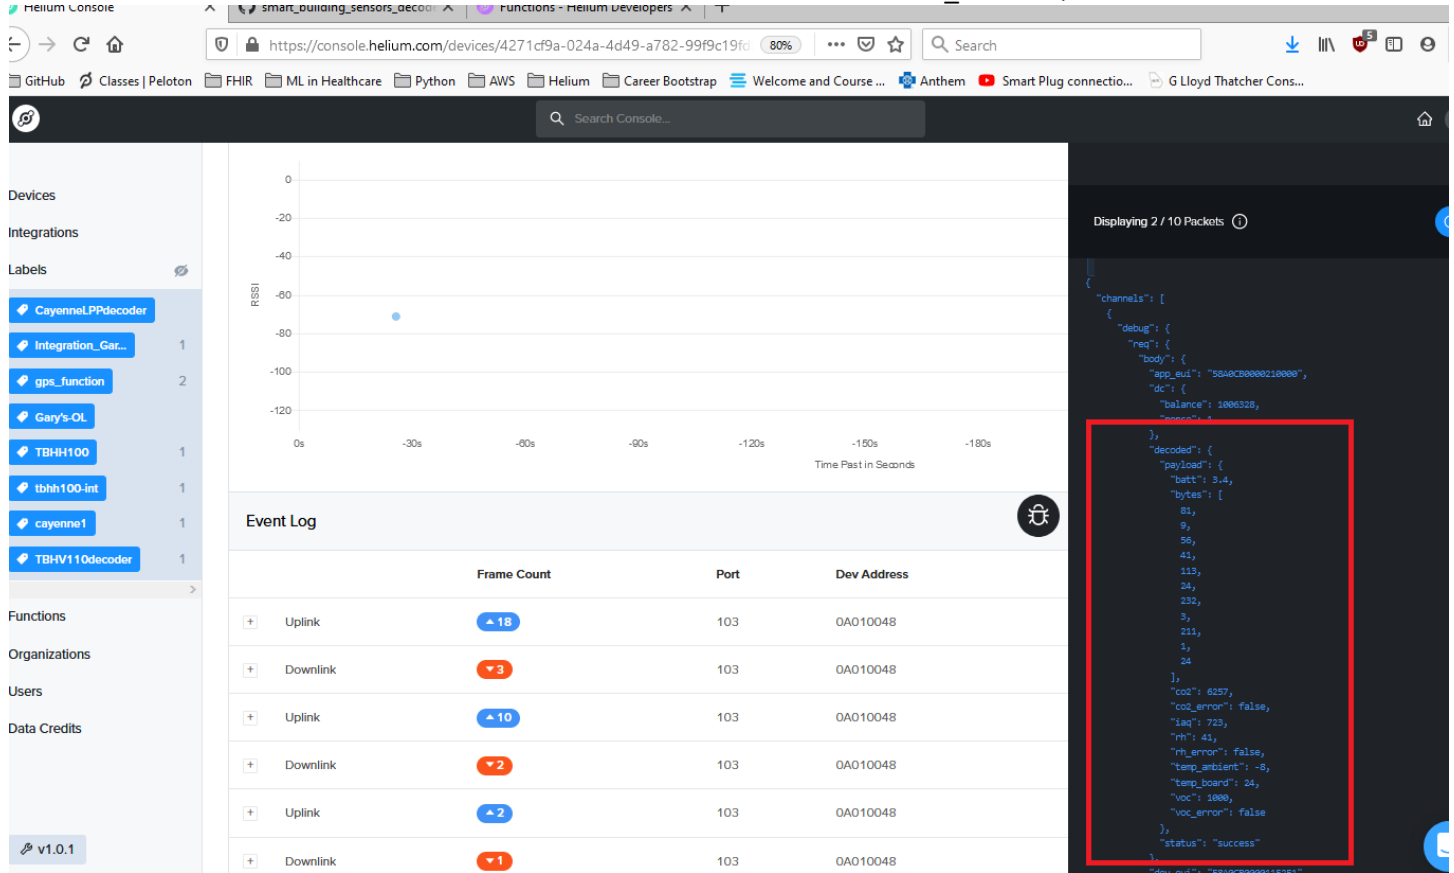 Helium Console
smart_building_sensors_decod
Functions - Helium Developers
https://console.helium.com/devices/4271cf9a-024a-4d49-a782-99f9c19fd
80%
Search
5
GitHub
Classes | Peloton
FHIR
ML in Healthcare
Python
AWS
Helium
Career Bootstrap
Welcome and Course ...
Anthem
Smart Plug connectio...
G Lloyd Thatcher Cons...
Search Console...
Devices
Integrations
Labels
CayenneLPPdecoder
Integration_Gar... 1
gps_function 2
Gary's-OL
TBHH100 1
tbhh100-int 1
cayenne1 1
TBHV110decoder 1
Functions
Organizations
Users
Data Credits
v1.0.1
RSSI
0
-20
-40
-60
-80
-100
-120
0s -30s -60s -90s -120s -150s -180s
Time Past in Seconds
Event Log
Frame Count Port Dev Address
Uplink 18 103 0A010048
Downlink 3 103 0A010048
Uplink 10 103 0A010048
Downlink 2 103 0A010048
Uplink 2 103 0A010048
Downlink 1 103 0A010048
Displaying 2 / 10 Packets
{
"channels": [
{
"debug": {
"req": {
"body": {
"app_eui": "58A0CB0000210000",
"dc": {
"balance": 1006328,
"nonce": 1
},
"decoded": {
"payload": {
"batt": 3.4,
"bytes": [
81,
9,
56,
41,
113,
24,
232,
3,
211,
1,
24
],
"co2": 6257,
"co2_error": false,
"iaq": 723,
"rh": 41,
"rh_error": false,
"temp_ambient": -8,
"temp_board": 24,
"voc": 1000,
"voc_error": false
},
"status": "success"
},